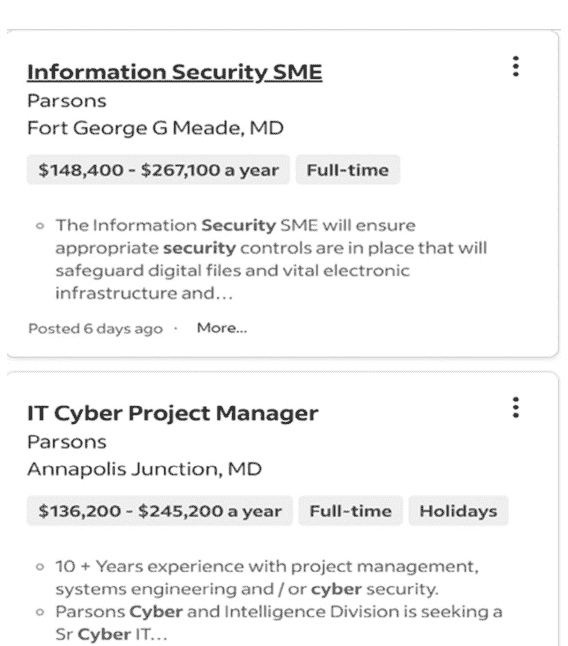 Information Security SME
Parsons
Fort George G Meade, MD
$148,400 - $267,100 a year Full-time
The Information Security SME will ensure
appropriate security controls are in place that will
safeguard digital files and vital electronic
infrastructure and...
Posted 6 days ago · More...
IT Cyber Project Manager
Parsons
Annapolis Junction, MD
$136,200 - $245,200 a year Full-time Holidays
10 + Years experience with project management,
systems engineering and / or cyber security.
Parsons Cyber and Intelligence Division is seeking a
Sr Cyber IT...